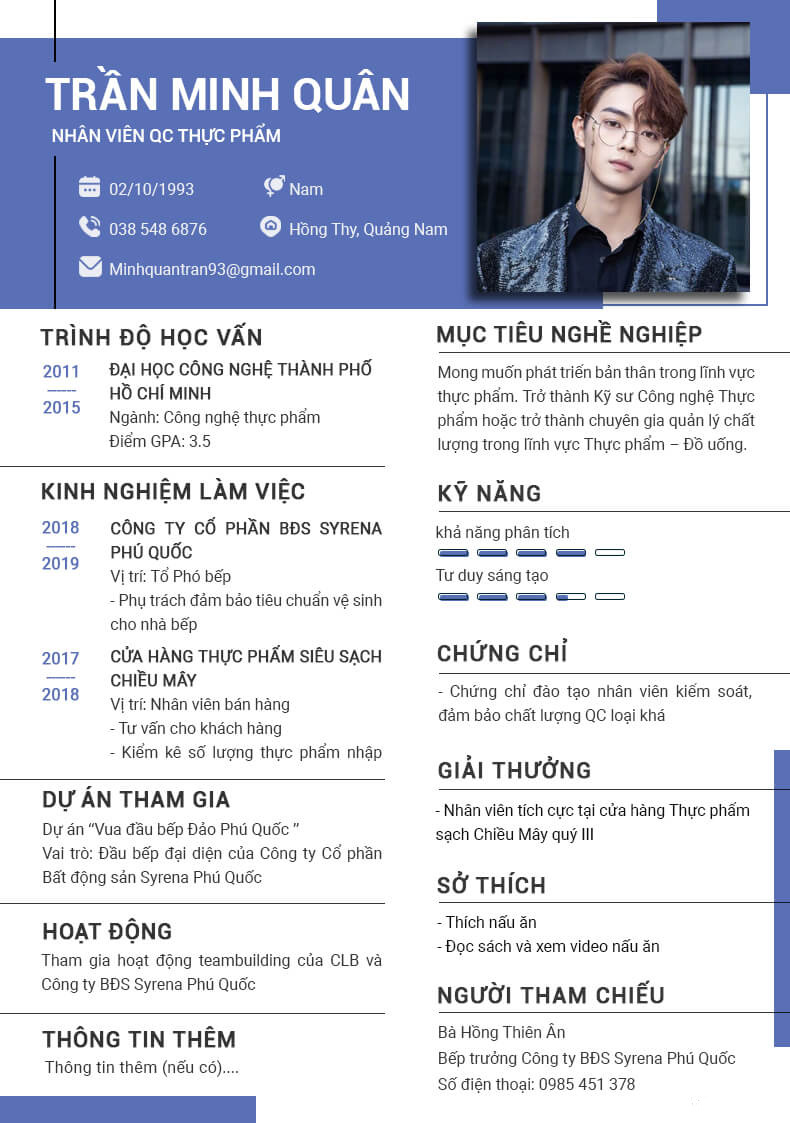 TRẦN MINH QUÂN
NHÂN VIÊN QC THỰC PHẨM
02/10/1993
Nam
038 548 6876
Hồng Thy, Quảng Nam
Minhquantran93@gmail.com
TRÌNH ĐỘ HỌC VẤN
2011
------
2015
ĐẠI HỌC CÔNG NGHỆ THÀNH PHỐ
HỒ CHÍ MINH
Ngành: Công nghệ thực phẩm
Điểm GPA: 3.5
KINH NGHIỆM LÀM VIỆC
2018
------
2019
CÔNG TY CỔ PHẦN BĐS SYRENA
PHÚ QUỐC
Vị trí: Tổ Phó bếp
- Phụ trách đảm bảo tiêu chuẩn vệ sinh
cho nhà bếp
2017
------
2018
CỬA HÀNG THỰC PHẨM SIÊU SẠCH
CHIỀU MÂY
Vị trí: Nhân viên bán hàng
- Tư vấn cho khách hàng
- Kiểm kê số lượng thực phẩm nhập
DỰ ÁN THAM GIA
Dự án “Vua đầu bếp Đảo Phú Quốc ”
Vai trò: Đầu bếp đại diện của Công ty Cổ phần
Bất động sản Syrena Phú Quốc
HOẠT ĐỘNG
Tham gia hoạt động teambuilding của CLB và
Công ty BĐS Syrena Phú Quốc
THÔNG TIN THÊM
Thông tin thêm (nếu có)....
MỤC TIÊU NGHỀ NGHIỆP
Mong muốn phát triển bản thân trong lĩnh vực
thực phẩm. Trở thành Kỹ sư Công nghệ Thực
phẩm hoặc trở thành chuyên gia quản lý chất
lượng trong lĩnh vực Thực phẩm – Đồ uống.
KỸ NĂNG
khả năng phân tích
Tư duy sáng tạo
CHỨNG CHỈ
- Chứng chỉ đào tạo nhân viên kiểm soát,
đảm bảo chất lượng QC loại khá
GIẢI THƯỞNG
- Nhân viên tích cực tại cửa hàng Thực phẩm
sạch Chiều Mây quý III
SỞ THÍCH
- Thích nấu ăn
- Đọc sách và xem video nấu ăn
NGƯỜI THAM CHIẾU
Bà Hồng Thiên Ân
Bếp trưởng Công ty BĐS Syrena Phú Quốc
Số điện thoại: 0985 451 378